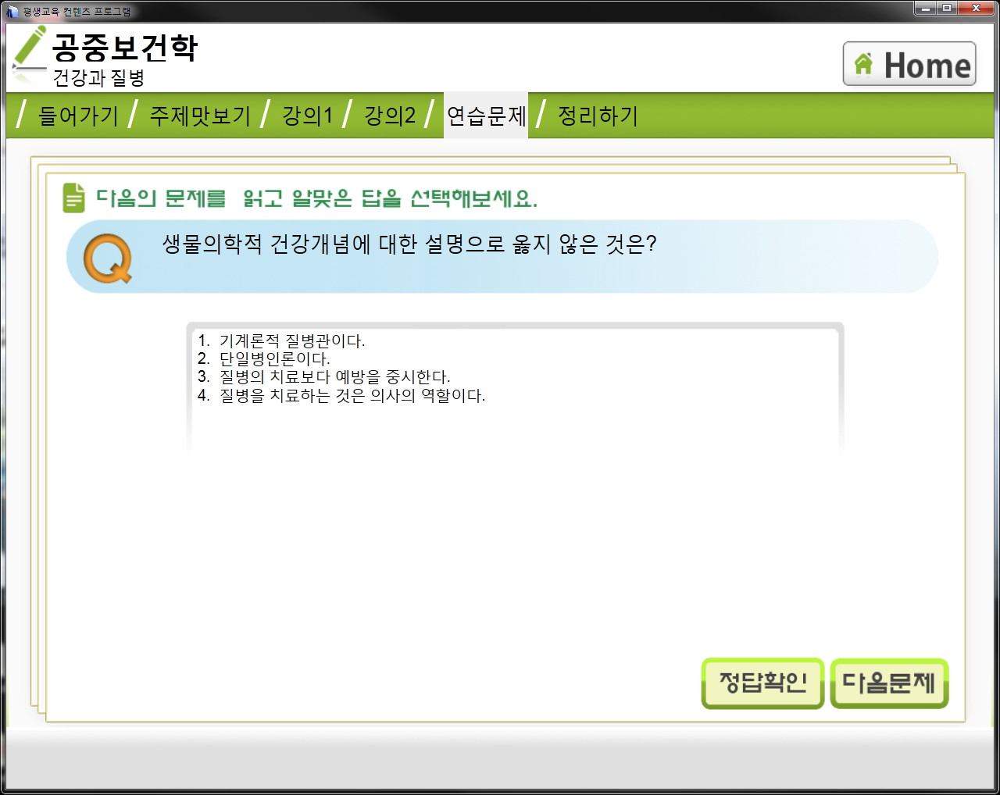 평생교육 컨텐츠 프로그램
공중보건학
건강과 질병
Home
/ 들어가기 / 주제맛보기 / 강의1 / 강의2 / 연습문제 / 정리하기
다음의 문제를 읽고 알맞은 답을 선택해보세요.
Q 생물의학적 건강개념에 대한 설명으로 옳지 않은 것은?
1. 기계론적 질병관이다.
2. 단일병인론이다.
3. 질병의 치료보다 예방을 중시한다.
4. 질병을 치료하는 것은 의사의 역할이다.
정답확인 다음문제